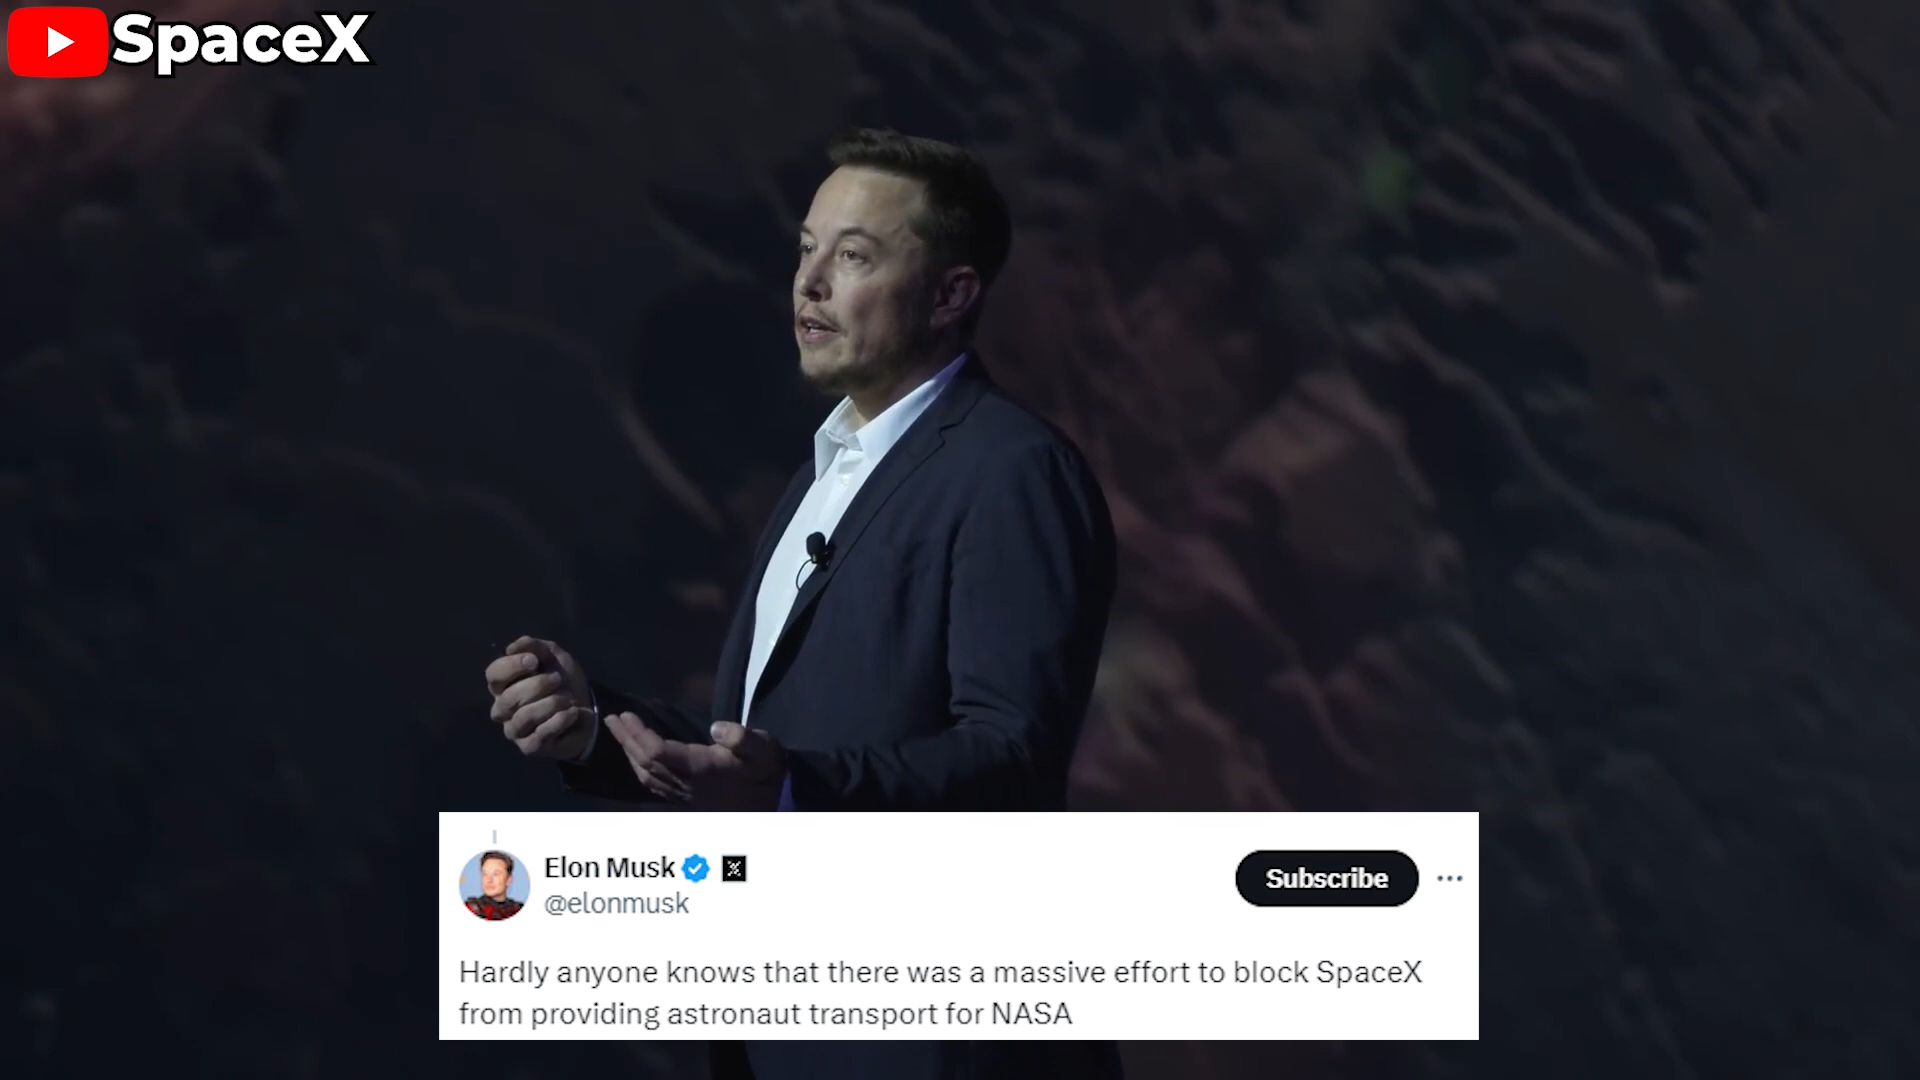 SpaceX
Elon Musk
@elonmusk
Subscribe
Hardly anyone knows that there was a massive effort to block SpaceX
from providing astronaut transport for NASA